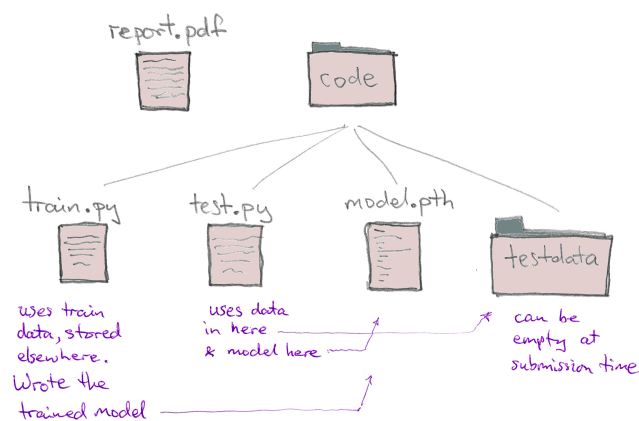 report.pdf
code
train.py
test.py
model.pth
testdata
uses train
data, stored
elsewhere.
Wrote the
trained model
uses data
in here
& model here
can be
empty at
submission time